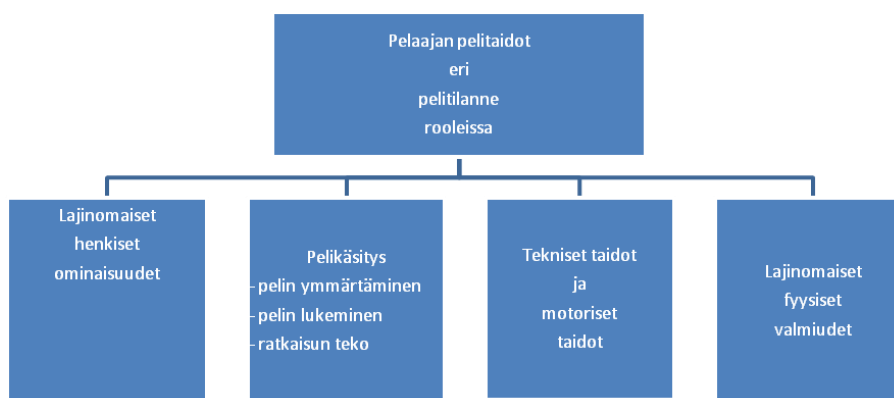 Pelaajan pelitaidot
eri
pelitilanne
rooleissa
Lajinomaiset
henkiset
ominaisuudet
Pelikäsitys
- pelin ymmärtäminen
- pelin lukeminen
- ratkaisun teko
Tekniset taidot
ja
motoriset
taidot
Lajinomaiset
fyysiset
valmiudet